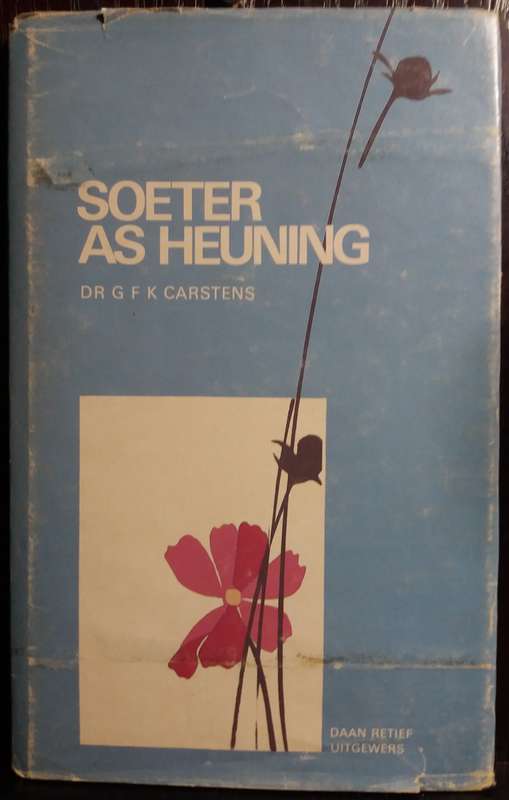 SOETER
AS HEUNING
DR G F K CARSTENS
DAAN RETIEF
UITGEWERS